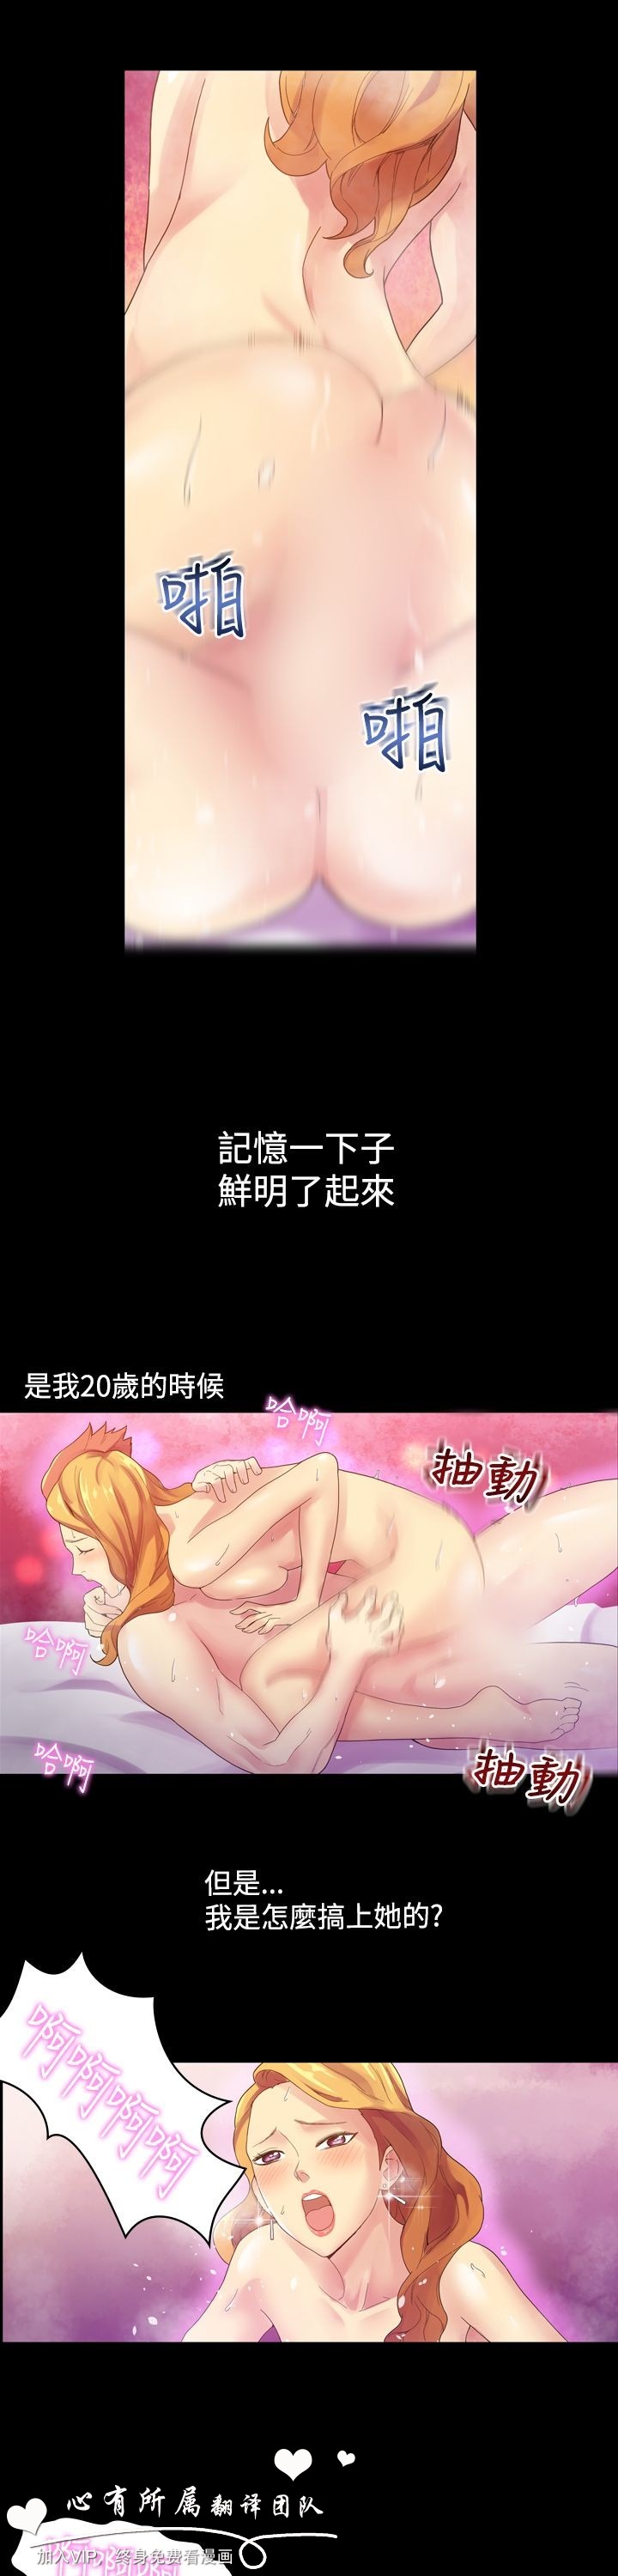 啪
啪
記憶一下子
鮮明了起來
是我20歲的時候
哈啊
抽動
哈啊
哈啊
抽動
但是...
我是怎麼搞上她的?
啊啊啊啊
心有所属翻译团队
加入VIP,终身免费看漫画